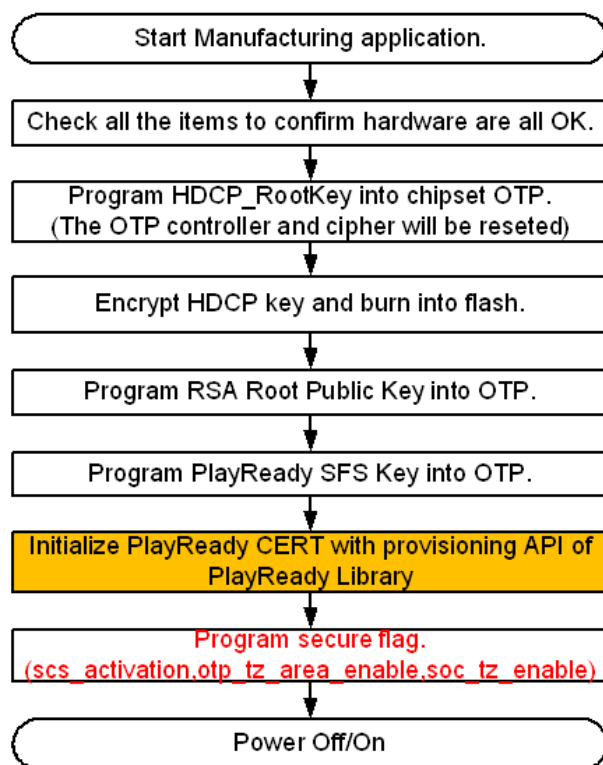 Start Manufacturing application.
Check all the items to confirm hardware are all OK.
Program HDCP_RootKey into chipset OTP.
(The OTP controller and cipher will be reseted)
Encrypt HDCP key and burn into flash.
Program RSA Root Public Key into OTP.
Program PlayReady SFS Key into OTP.
Initialize PlayReady CERT with provisioning API of
PlayReady Library
Program secure flag.
(scs_activation,otp_tz_area_enable,soc_tz_enable)
Power Off/On